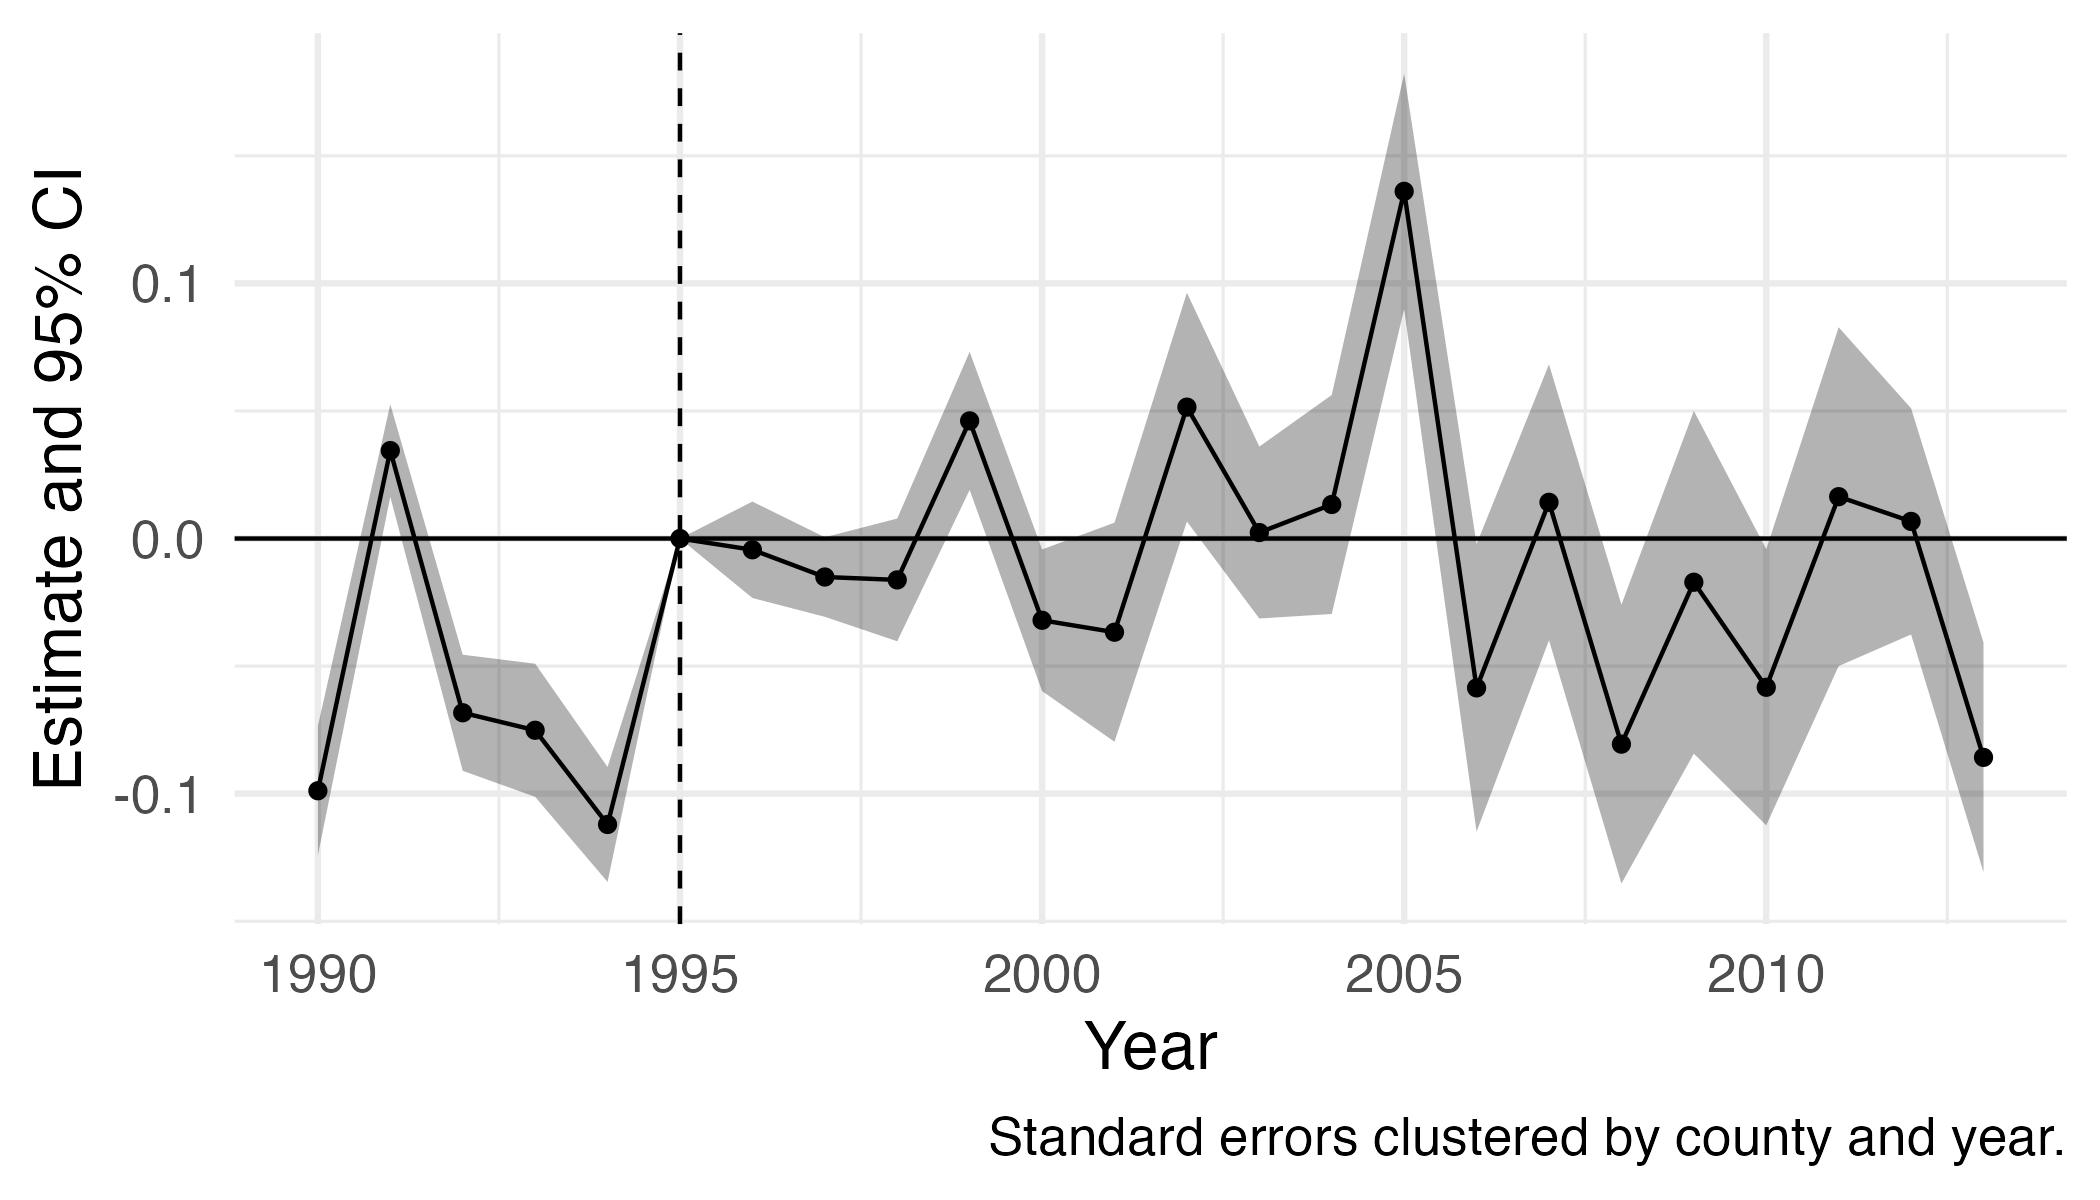 Estimate and 95% CI
0.1
0.0
-0.1
1990 1995 2000 2005 2010
Year
Standard errors clustered by county and year.